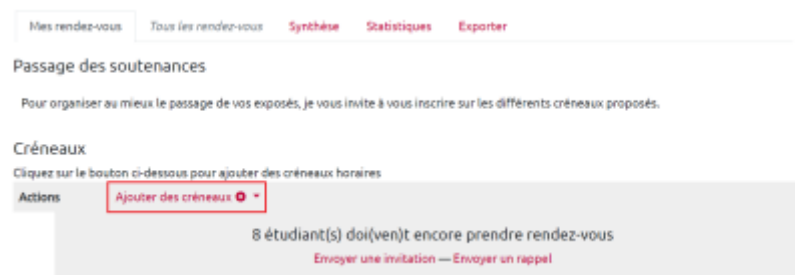 Mes rendez-vous Tous les rendez-vous Synthèse Statistiques Exporter
Passage des soutenances
Pour organiser au mieux le passage de vos exposés, je vous invite à vous inscrire sur les différents créneaux proposés.
Créneaux
Cliquez sur le bouton ci-dessous pour ajouter des créneaux horaires
Actions Ajouter des créneaux
8 étudiant(s) doi(ven)t encore prendre rendez-vous
Envoyer une invitation — Envoyer un rappel